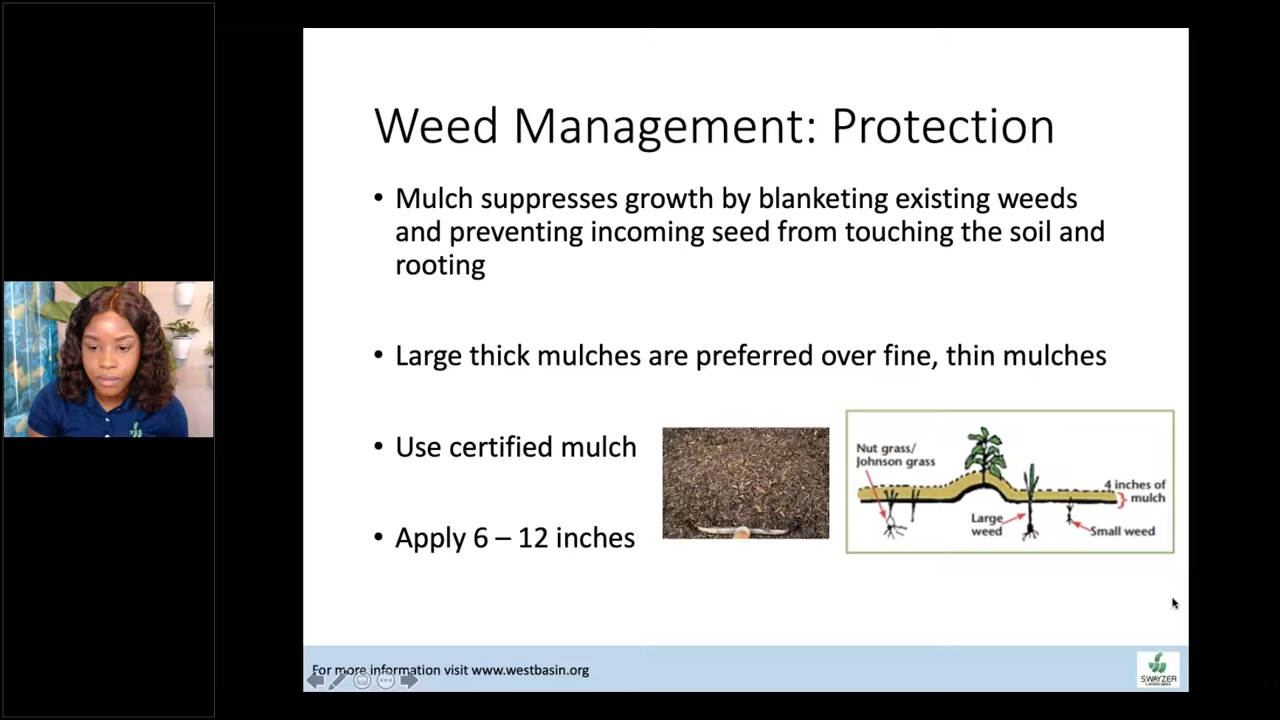 Weed Management: Protection
• Mulch suppresses growth by blanketing existing weeds
and preventing incoming seed from touching the soil and
rooting
• Large thick mulches are preferred over fine, thin mulches
• Use certified mulch
• Apply 6 – 12 inches
Nut grass/
Johnson grass
4 inches of
mulch
Large
weed
Small weed
For more information visit www.westbasin.org
SWAYZER
LANDSCAPES